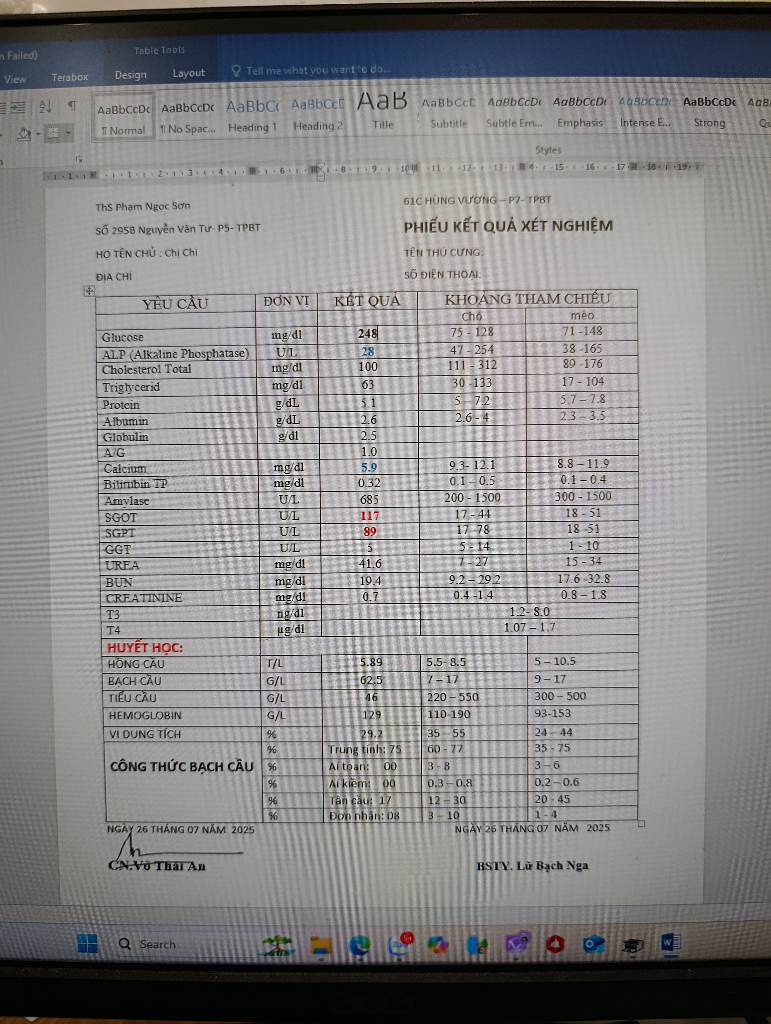 n Failed)
Table Tools
View Terabox Design Layout Tell me what you want to do...
AaBbCcDc AaBbCcDc AaBbCc AaBbCcD AaB AaBbCcD AaBbCcDc AaBbCcDc AaBbCcDc AaBbCcDc AaB
¶ Normal ¶ No Spac... Heading 1 Heading 2 Title Subtitle Subtle Em... Emphasis Intense E... Strong Qu
Styles
ThS Phạm Ngọc Sơn 61C HÙNG VƯƠNG – P7- TPBT
SỐ 295B Nguyễn Văn Tư- P5- TPBT PHIẾU KẾT QUẢ XÉT NGHIỆM
HỌ TÊN CHỦ : Chị Chi TÊN THÚ CƯNG:
ĐỊA CHỈ SỐ ĐIỆN THOẠI:
YÊU CẦU ĐƠN VỊ KẾT QUẢ KHOẢNG THAM CHIẾU
chó mèo
Glucose mg/dl 248 75 - 128 71 -148
ALP (Alkaline Phosphatase) U/L 28 47 - 254 38 -165
Cholesterol Total mg/dl 100 111 - 312 89 -176
Triglycerid mg/dl 63 30 -133 17 - 104
Protein g/dL 5.1 5 – 7.2 5,7 – 7.8
Albumin g/dL 2.6 2.6 - 4 2.3 – 3.5
Globulin g/dl 2.5
A/G 1.0
Calcium mg/dl 5.9 9.3- 12.1 8.8 – 11.9
Bilirubin TP mg/dl 0.32 0.1 – 0.5 0.1 – 0.4
Amylase U/L 685 200 - 1500 300 - 1500
SGOT U/L 117 17 - 44 18 - 51
SGPT U/L 89 17 -78 18 -51
GGT U/L 5 5 - 14 1 - 10
UREA mg/dl 41.6 7 - 27 15 - 34
BUN mg/dl 19.4 9.2 – 29.2 17.6 -32.8
CREATININE mg/dl 0.7 0.4 -1.4 0.8 – 1.8
T3 ng/dl 1.2- 8.0
T4 µg/dl 1.07 – 1.7
HUYẾT HỌC:
HỒNG CẦU T/L 5.89 5.5- 8.5 5 – 10.5
BẠCH CẦU G/L 62.5 7 – 17 9 – 17
TIỂU CẦU G/L 46 220 – 550 300 – 500
HEMOGLOBIN G/L 129 110-190 93-153
VI DUNG TÍCH % 29.2 35 – 55 24 – 44
CÔNG THỨC BẠCH CẦU % Trung tính: 75 60 - 77 35 - 75
% Ái toan: 00 3 - 8 3 – 6
% Ái kiềm: 00 0.3 – 0.8 0.2 – 0.6
% Tân cầu: 17 12 – 30 20 - 45
% Đơn nhân: 08 3 – 10 1 - 4
NGÀY 26 THÁNG 07 NĂM 2025 NGÀY 26 THÁNG 07 NĂM 2025
CN.Võ Thái An BSTY. Lữ Bạch Nga
Search